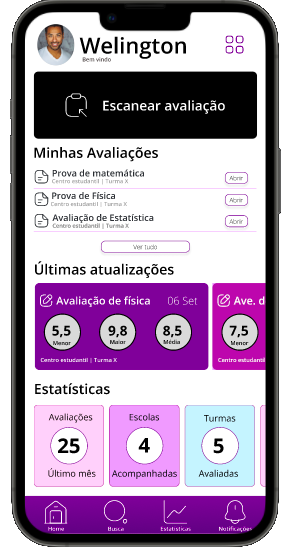 Welington
Bem vindo
Escanear avaliação
Minhas Avaliações
Prova de matemática
Centro estudantil | Turma X
Abrir
Prova de Física
Centro estudantil | Turma X
Abrir
Avaliação de Estatística
Centro estudantil | Turma X
Abrir
Ver tudo
Últimas atualizações
Avaliação de física 06 Set
5,5 9,8 8,5
Menor Maior Média
Centro estudantil | Turma X
Ave. d
7,5
Menor
Centro estudantil
Estatísticas
Avaliações
25
Último mês
Escolas
4
Acompanhadas
Turmas
5
Avaliadas
Home Busca Estatísticas Notificações